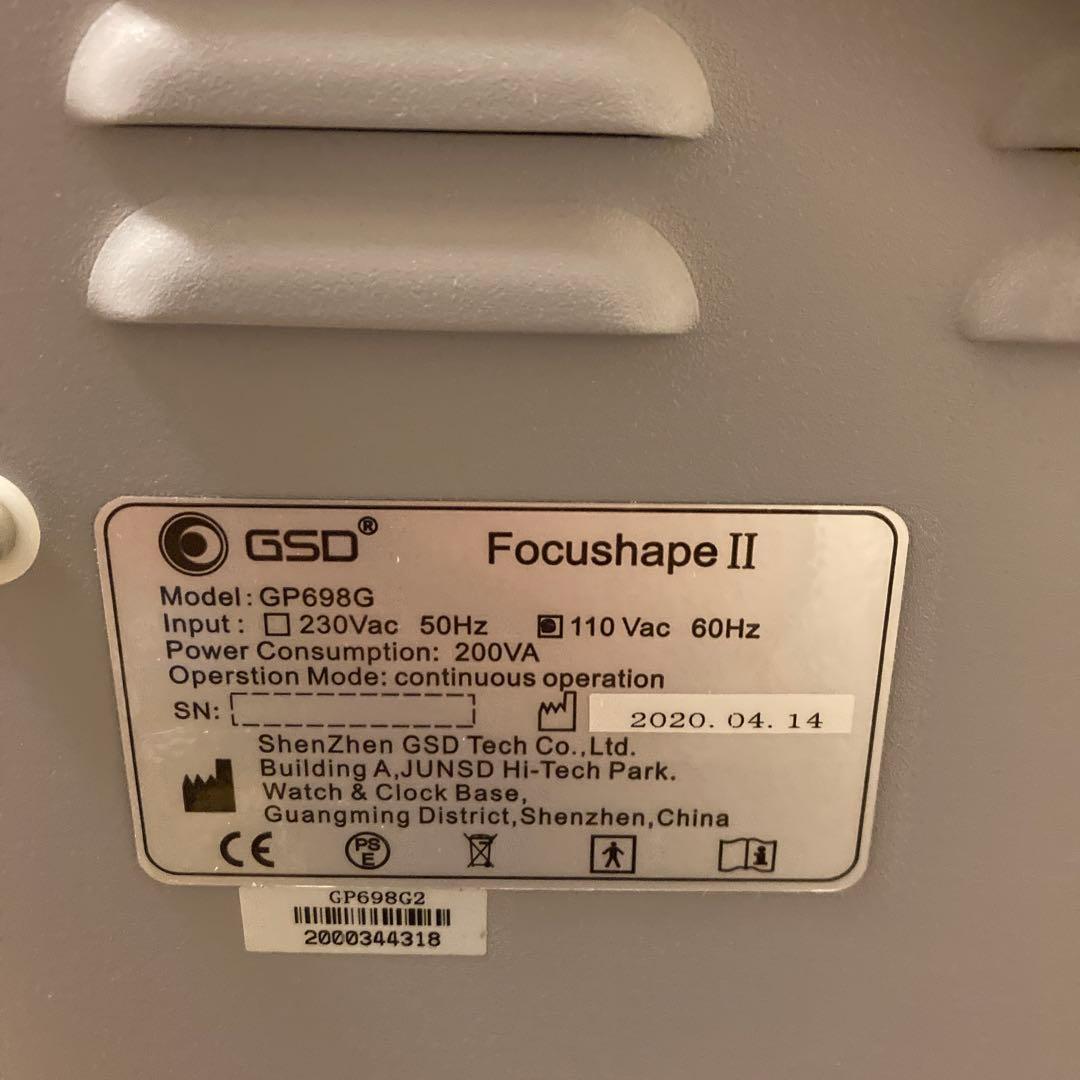 GSD® Focushape II
Model: GP698G
Input: 230Vac 50Hz 110 Vac 60Hz
Power Consumption: 200VA
Operstion Mode: continuous operation
SN: 2020. 04. 14
ShenZhen GSD Tech Co.,Ltd.
Building A,JUNSD Hi-Tech Park.
Watch & Clock Base,
Guangming District,Shenzhen,China
CE PS E i
GP698G2
2000344318